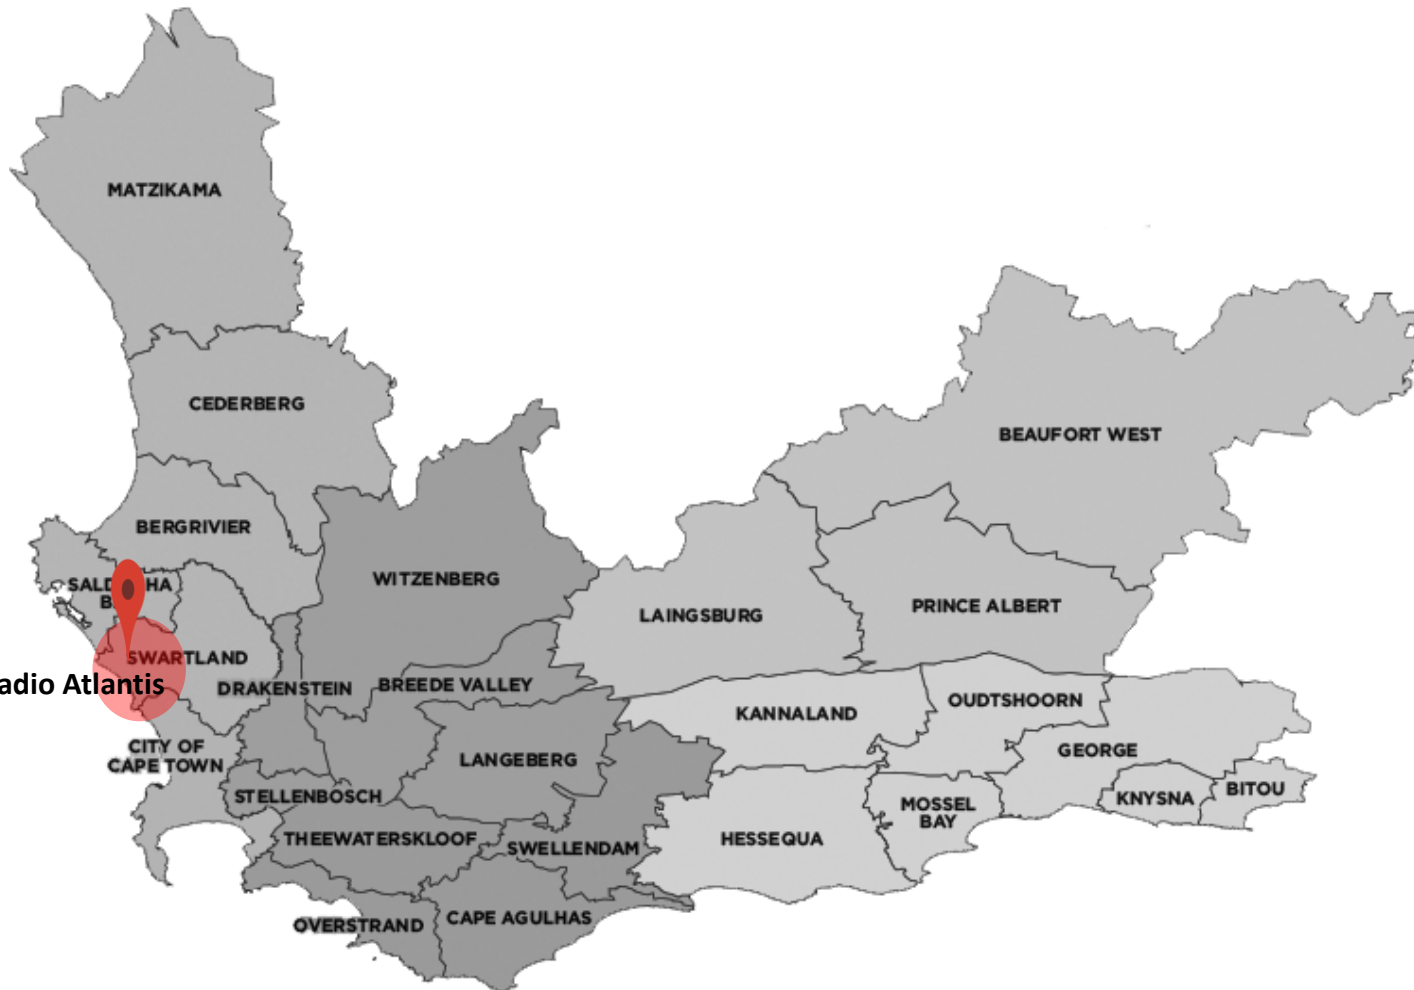 MATZIKAMA
CEDERBERG
BEAUFORT WEST
BERGRIVIER
WITZENBERG
LAINGSBURG
PRINCE ALBERT
SWARTLAND
adio Atlantis
DRAKENSTEIN
BREEDE VALLEY
KANNALAND
OUDTSHOORN
GEORGE
CITY OF
CAPE TOWN
LANGEBERG
STELLENBOSCH
MOSSEL
BAY
KNYSNA
BITOU
THEEWATERSKLOOF
SWELLENDAM
HESSEQUA
OVERSTRAND
CAPE AGULHAS